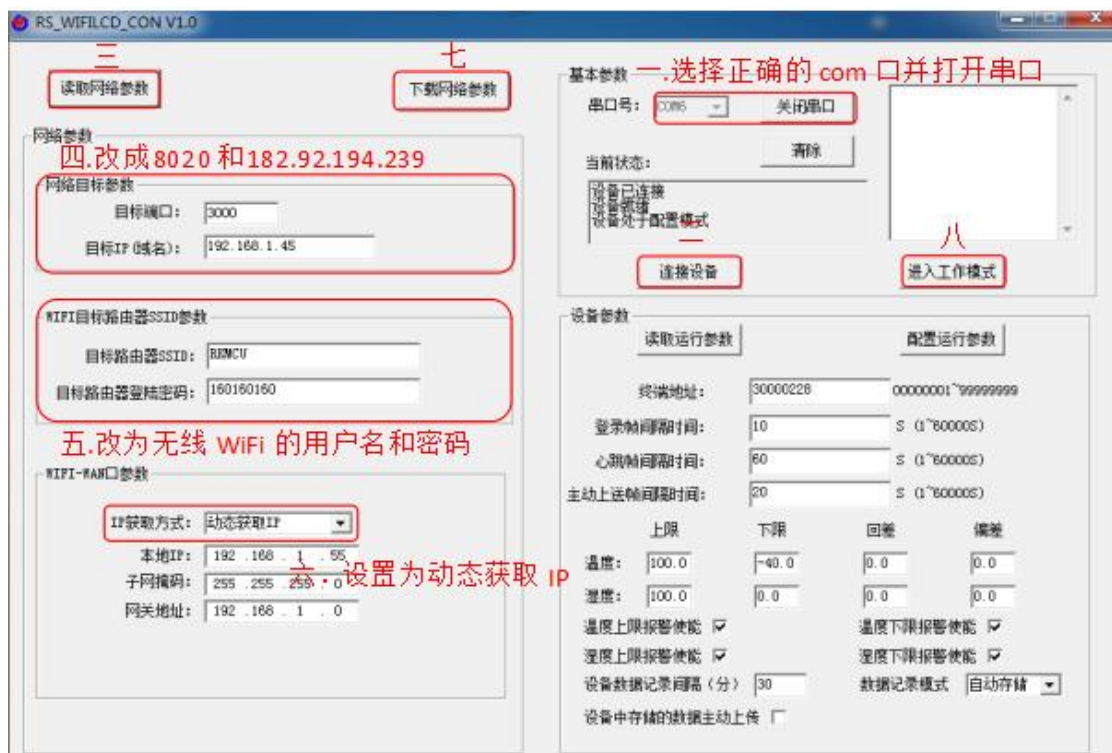 RS_WIFILCD_CON V1.0
三
七
读取网络参数
下载网络参数
网络参数
四.改成8020 和182.92.194.239
网络目标参数
目标端口: 3000
目标IP(域名): 192.168.1.45
WIFI目标路由器SSID参数
目标路由器SSID: REMCU
目标路由器登陆密码: 160160160
五.改为无线 WiFi 的用户名和密码
WIFI-WAN口参数
IP获取方式: 动态获取IP
本地IP: 192 .168 . 1 . 55
六. 设置为动态获取 IP
子网掩码: 255 .255 .255 . 0
网关地址: 192 .168 . 1 . 0
基本参数
一.选择正确的 com 口并打开串口
串口号: COM6 关闭串口
清除
当前状态:
设备已连接
设备就绪
设备处于配置模式
二
八
连接设备
进入工作模式
设备参数
读取运行参数
配置运行参数
终端地址: 30000228 00000001~99999999
登录帧间隔时间: 10 S (1~60000S)
心跳帧间隔时间: 60 S (1~60000S)
主动上送帧间隔时间: 20 S (1~60000S)
上限 下限 回差 偏差
温度: 100.0 -40.0 0.0 0.0
湿度: 100.0 0.0 0.0 0.0
温度上限报警使能 温度下限报警使能
湿度上限报警使能 湿度下限报警使能
设备数据记录间隔(分) 30 数据记录模式 自动存储
设备中存储的数据主动上传